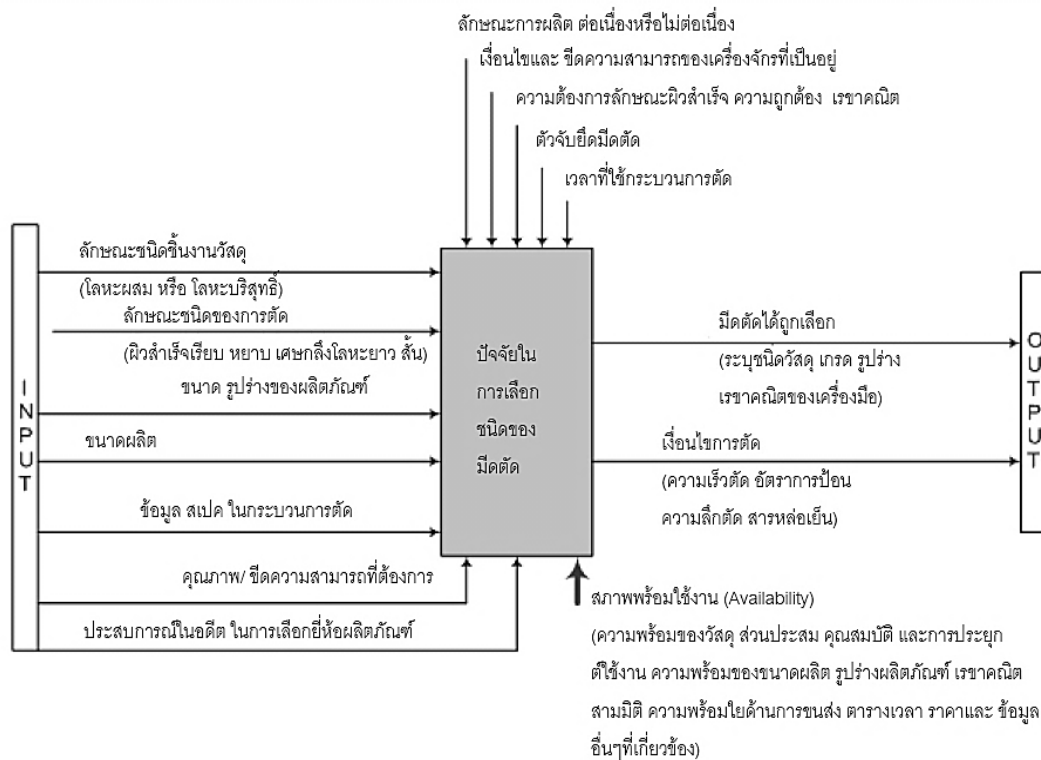 ลักษณะการผลิต ต่อเนื่องหรือไม่ต่อเนื่อง
เงื่อนไขและ ขีดความสามารถของเครื่องจักรที่เป็นอยู่
ความต้องการลักษณะผิวสำเร็จ ความถูกต้อง เรขาคณิต
ตัวจับยึดมีดตัด
เวลาที่ใช้กระบวนการตัด
INPUT
ลักษณะชนิดชิ้นงานวัสดุ
(โลหะผสม หรือ โลหะบริสุทธิ์)
ลักษณะชนิดของการตัด
(ผิวสำเร็จเรียบ หยาบ เศษกลึงโลหะยาว สั้น)
ขนาด รูปร่างของผลิตภัณฑ์
ขนาดผลิต
ข้อมูล สเปค ในกระบวนการตัด
คุณภาพ/ ขีดความสามารถที่ต้องการ
ประสบการณ์ในอดีต ในการเลือกยี่ห้อผลิตภัณฑ์
ปัจจัยใน
การเลือก
ชนิดของ
มีดตัด
มีดตัดได้ถูกเลือก
(ระบุชนิดวัสดุ เกรด รูปร่าง
เรขาคณิตของเครื่องมือ)
เงื่อนไขการตัด
(ความเร็วตัด อัตราการป้อน
ความลึกตัด สารหล่อเย็น)
OUTPUT
สภาพพร้อมใช้งาน (Availability)
(ความพร้อมของวัสดุ ส่วนประสม คุณสมบัติ และการประยุก
ต์ใช้งาน ความพร้อมของขนาดผลิต รูปร่างผลิตภัณฑ์ เรขาคณิต
สามมิติ ความพร้อมใยด้านการขนส่ง ตารางเวลา ราคาและ ข้อมูล
อื่นๆที่เกี่ยวข้อง)